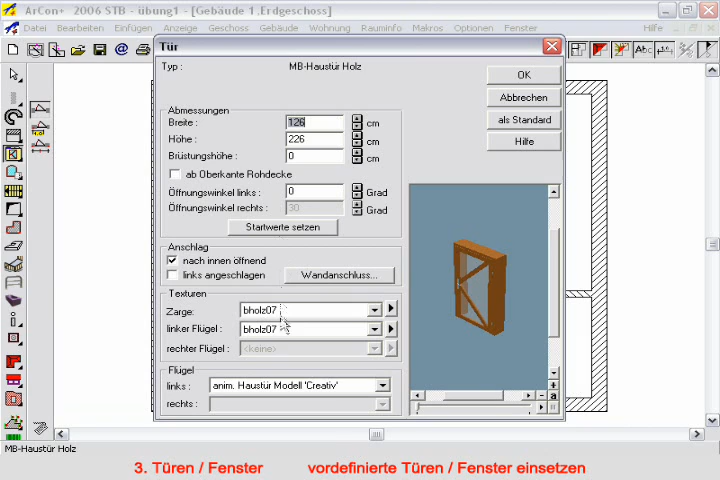 ArCon+ 2006 STB - übung1 - [Gebäude 1,Erdgeschoss]
Datei Bearbeiten Einfügen Anzeige Geschoss Gebäude Wohnung Rauminfo Makros Optionen Fenster Hilfe
Abc
Tür
Typ : MB-Haustür Holz
OK
Abbrechen
als Standard
Hilfe
Abmessungen
Breite : 126 cm
Höhe : 226 cm
Brüstungshöhe : 0 cm
ab Oberkante Rohdecke
Öffnungswinkel links : 0 Grad
Öffnungswinkel rechts : 30 Grad
Startwerte setzen
Anschlag
nach innen öffnend
links angeschlagen Wandanschluss...
Texturen
Zarge: bholz07
linker Flügel : bholz07
rechter Flügel : <keine>
Flügel
links : anim. Haustür Modell 'Creativ'
rechts :
a
MB-Haustür Holz
3. Türen / Fenster vordefinierte Türen / Fenster einsetzen